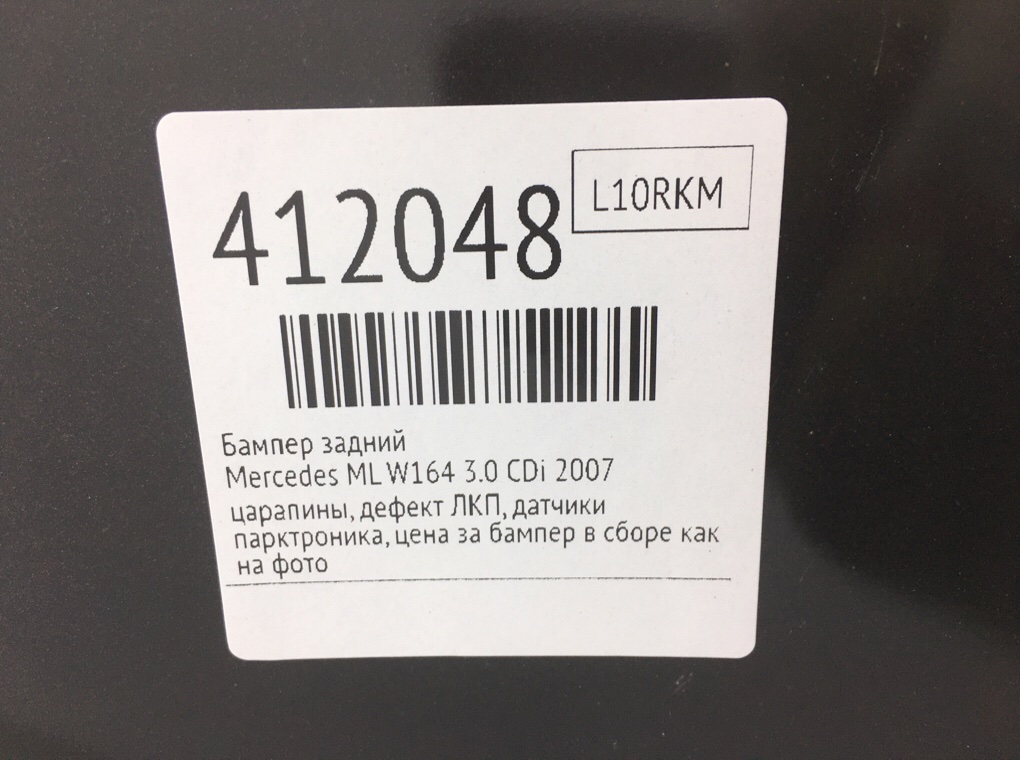 412048
L10RKM
Бампер задний
Mercedes ML W164 3.0 CDi 2007
царапины, дефект ЛКП, датчики
парктроника, цена за бампер в сборе как
на фото